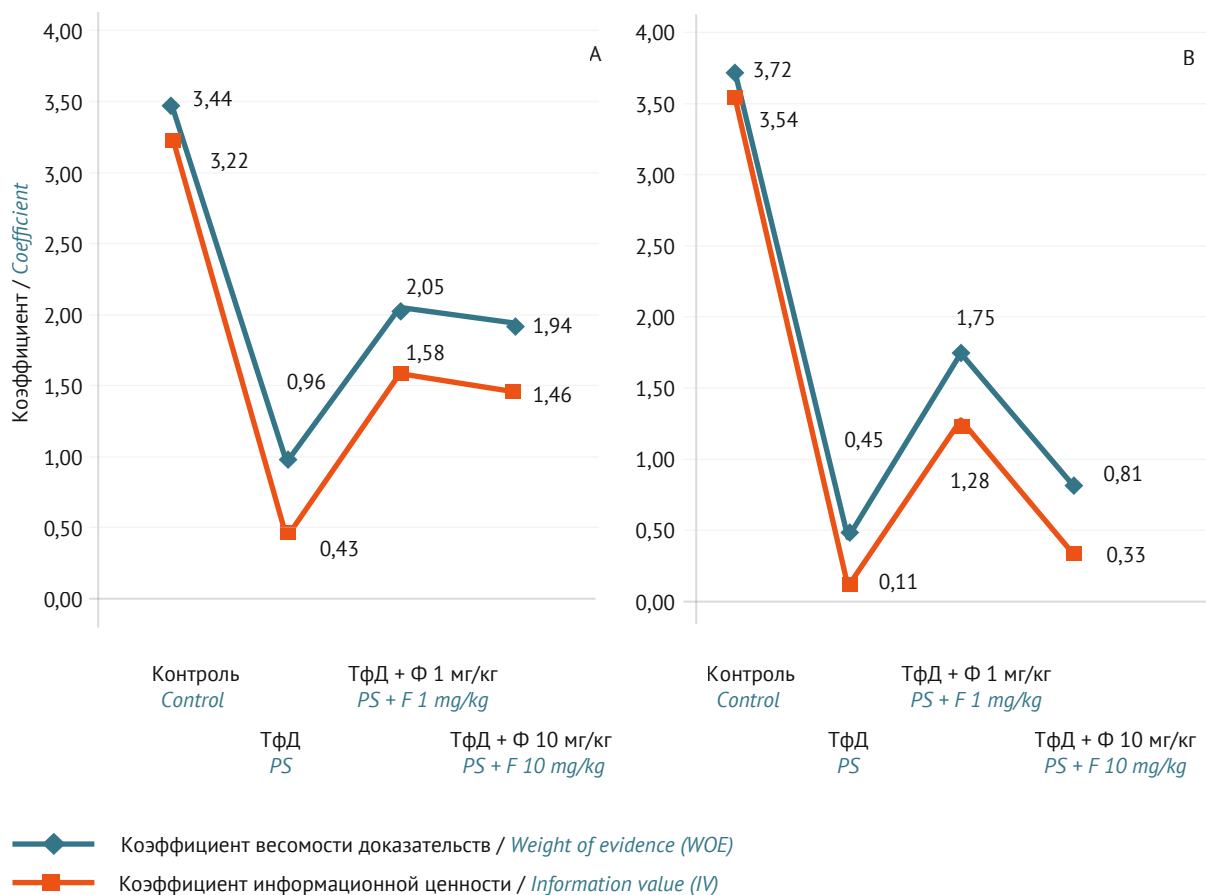 Коэффициент / Coefficient
4,00
3,50
3,00
2,50
2,00
1,50
1,00
0,50
0,00
A
3,44
3,22
0,96
0,43
2,05
1,58
1,94
1,46
Контроль
Control
ТфД
PS
ТфД + Ф 1 мг/кг
PS + F 1 mg/kg
ТфД + Ф 10 мг/кг
PS + F 10 mg/kg
4,00
3,50
3,00
2,50
2,00
1,50
1,00
0,50
0,00
B
3,72
3,54
0,45
0,11
1,75
1,28
0,81
0,33
Контроль
Control
ТфД
PS
ТфД + Ф 1 мг/кг
PS + F 1 mg/kg
ТфД + Ф 10 мг/кг
PS + F 10 mg/kg
Коэффициент весомости доказательств / Weight of evidence (WOE)
Коэффициент информационной ценности / Information value (IV)